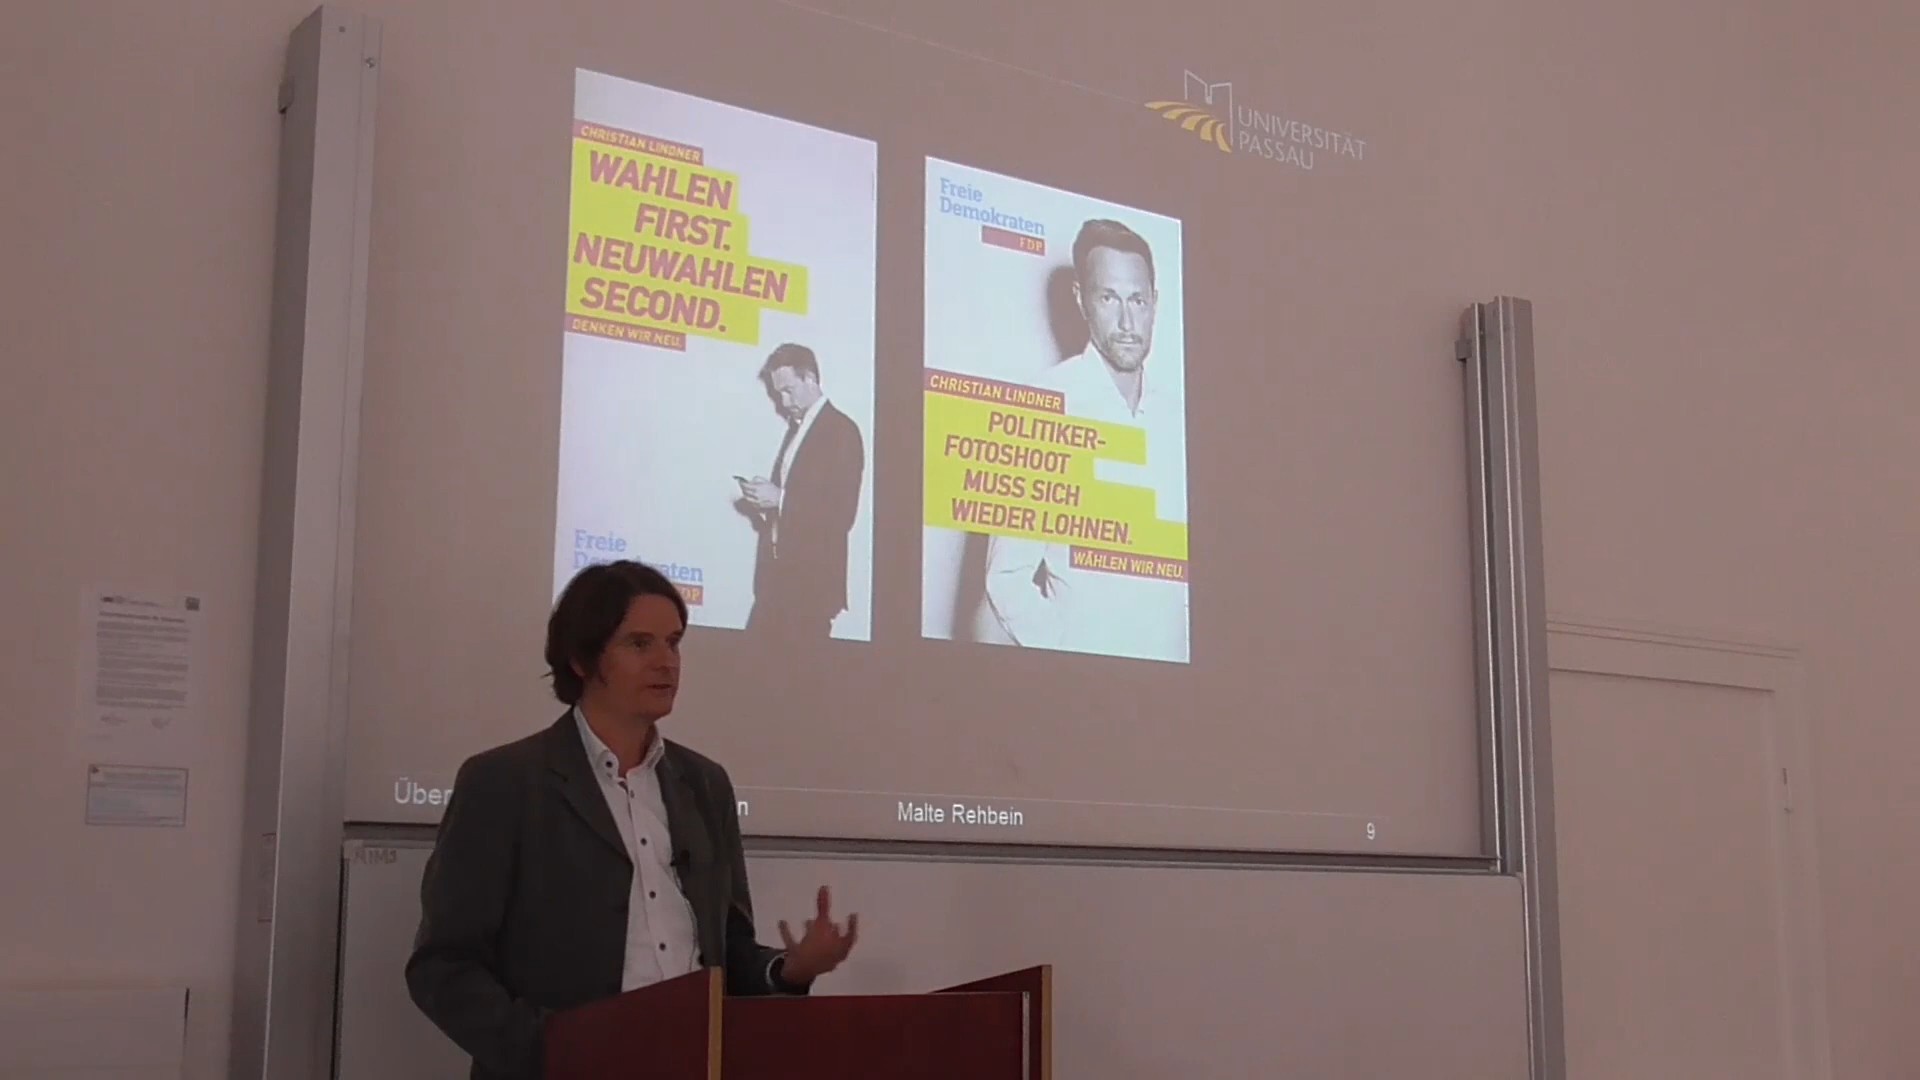 UNIVERSITÄT
PASSAU
CHRISTIAN LINDNER
WAHLEN
FIRST.
NEUWAHLEN
SECOND.
DENKEN WIR NEU.
Freie
FDP
Freie
Demokraten
FDP
CHRISTIAN LINDNER
POLITIKER-
FOTOSHOOT
MUSS SICH
WIEDER LOHNEN.
WÄHLEN WIR NEU.
Malte Rehbein
9